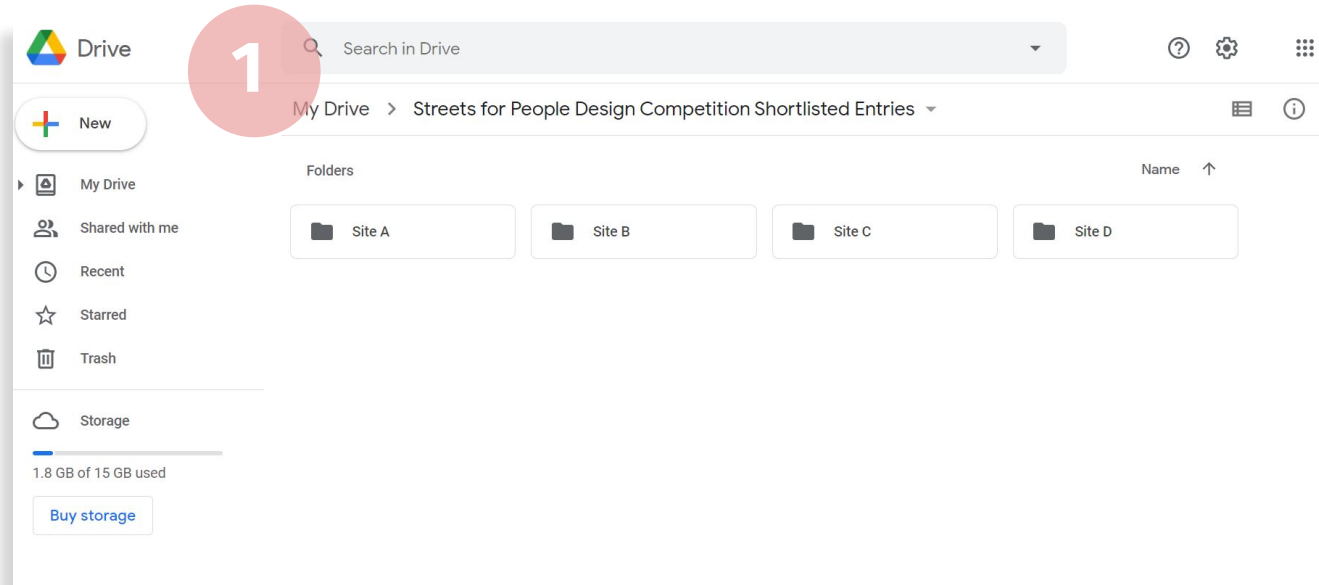 Drive
1
Search in Drive
New
My Drive > Streets for People Design Competition Shortlisted Entries
My Drive
Shared with me
Recent
Starred
Trash
Storage
1.8 GB of 15 GB used
Buy storage
Folders
Name
Site A
Site B
Site C
Site D